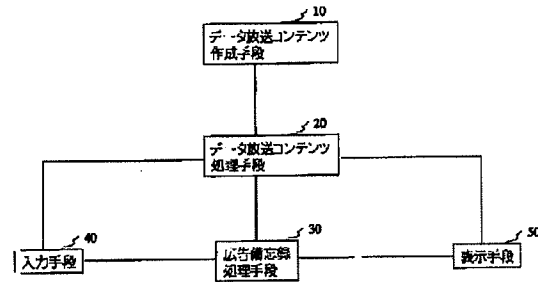 10
データ放送コンテンツ
作成手段
20
データ放送コンテンツ
処理手段
40
入力手段
30
広告備忘録
処理手段
50
表示手段